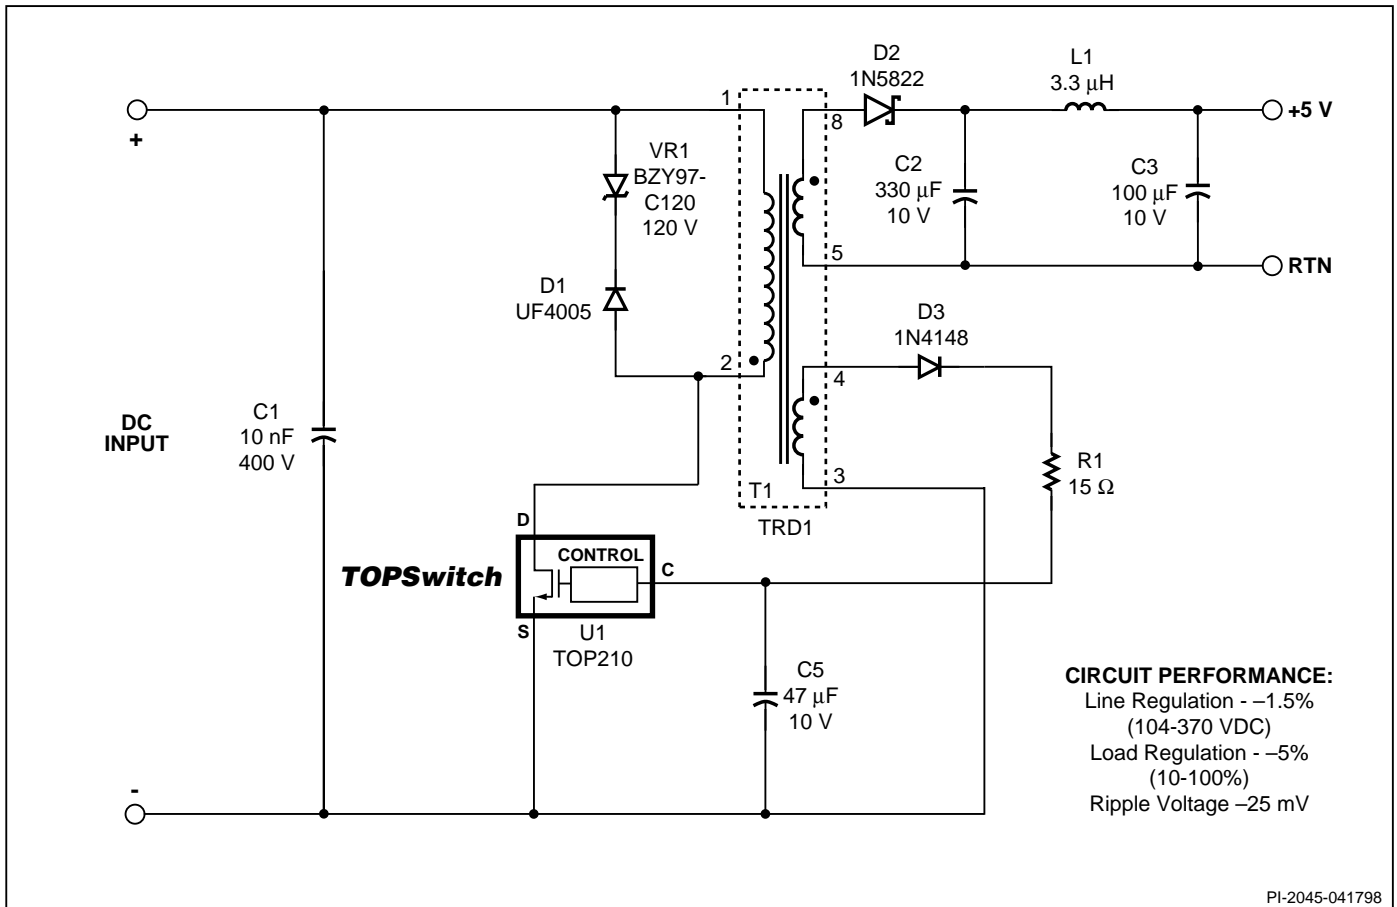 D2
1N5822
L1
3.3 μH
1
8
+5 V
+
VR1
BZY97-
C120
120 V
C2
330 μF
10 V
C3
100 μF
10 V
5
RTN
D1
UF4005
D3
1N4148
2
4
DC
INPUT
C1
10 nF
400 V
R1
15 Ω
T1
3
TRD1
D
CONTROL
TOPSwitch
C
S
U1
TOP210
C5
47 μF
10 V
CIRCUIT PERFORMANCE:
Line Regulation - –1.5%
(104-370 VDC)
Load Regulation - –5%
(10-100%)
Ripple Voltage –25 mV
-
PI-2045-041798